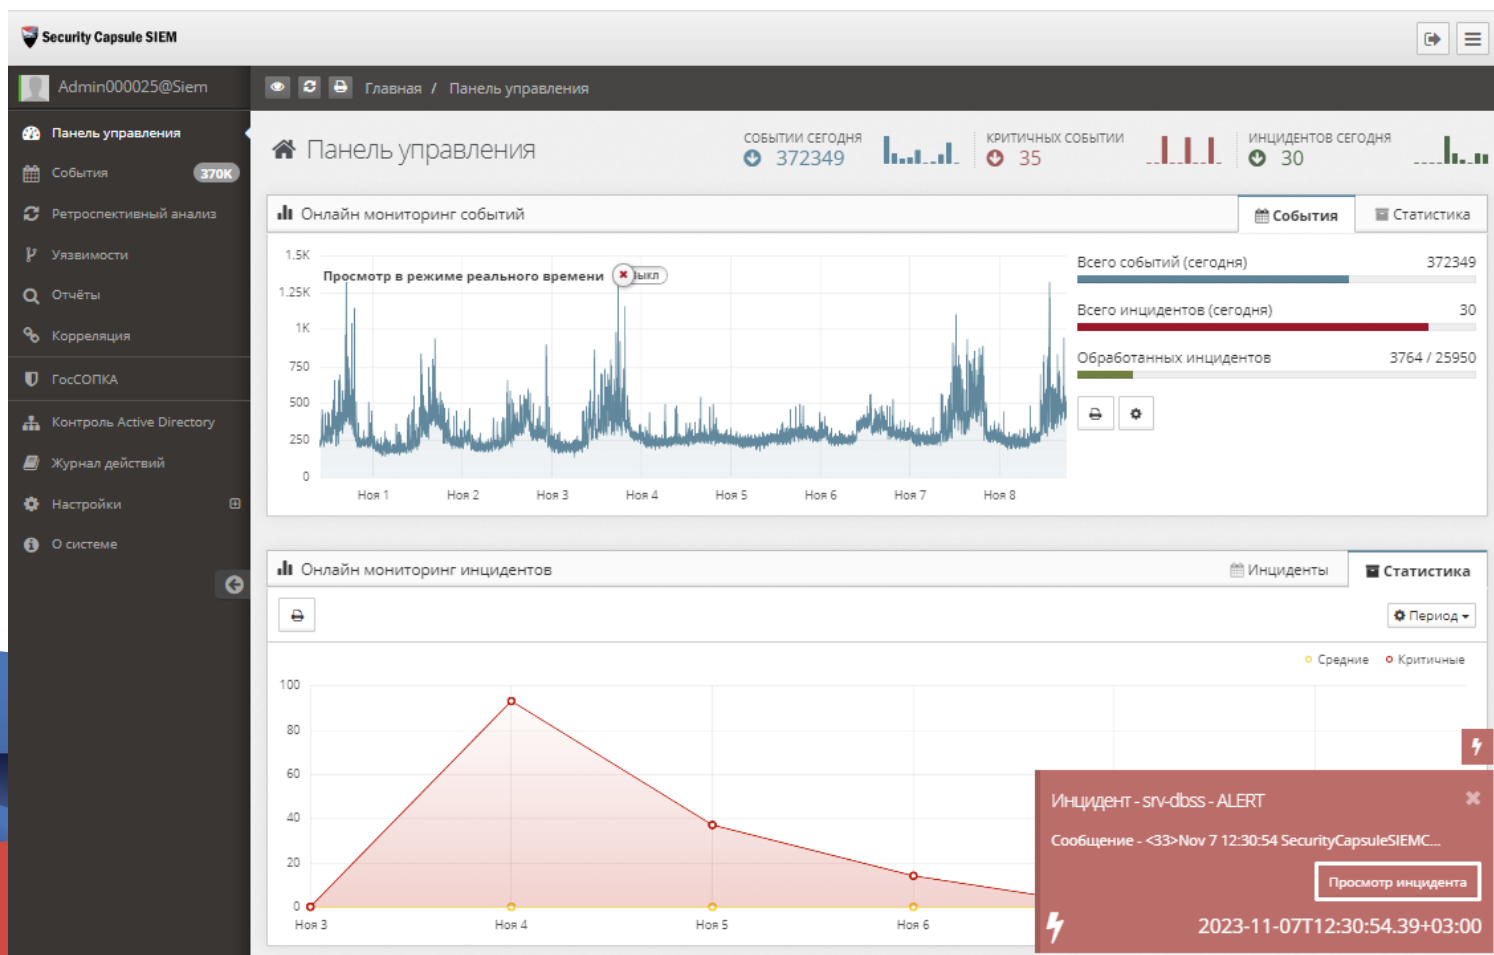 Security Capsule SIEM
Admin000025@Siem
Главная / Панель управления
Панель управления
События 370K
Ретроспективный анализ
Уязвимости
Отчёты
Корреляция
ГосСОПКА
Контроль Active Directory
Журнал действий
Настройки
О системе
Панель управления
СОБЫТИИ СЕГОДНЯ
372349
КРИТИЧНЫХ СОБЫТИИ
35
ИНЦИДЕНТОВ СЕГОДНЯ
30
Онлайн мониторинг событий
События
Статистика
1.5K
1.25K
1K
750
500
250
0
Просмотр в режиме реального времени
Ноя 1 Ноя 2 Ноя 3 Ноя 4 Ноя 5 Ноя 6 Ноя 7 Ноя 8
Всего событий (сегодня) 372349
Всего инцидентов (сегодня) 30
Обработанных инцидентов 3764 / 25950
Онлайн мониторинг инцидентов
Инциденты
Статистика
Период
Средние Критичные
100
80
60
40
20
0
Ноя 3 Ноя 4 Ноя 5 Ноя 6
Инцидент - srv-dbss - ALERT
Сообщение - <33>Nov 7 12:30:54 SecurityCapsuleSIEMC...
Просмотр инцидента
2023-11-07T12:30:54.39+03:00